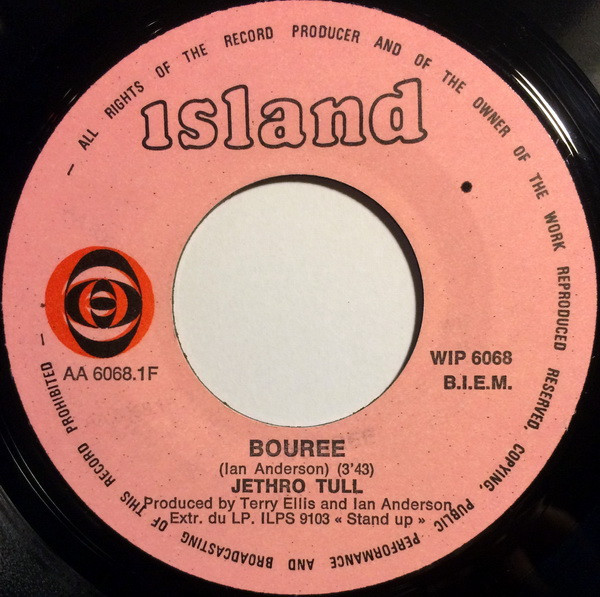 — ALL RIGHTS OF THE RECORD PRODUCER AND OF THE OWNER OF THE WORK REPRODUCED RESERVED. COPYING, PUBLIC PERFORMANCE AND BROADCASTING OF THIS RECORD PROHIBITED —
island
WIP 6068
AA 6068.1F
B.I.E.M.
BOUREE
(Ian Anderson) (3'43)
JETHRO TULL
Produced by Terry Ellis and Ian Anderson
Extr. du LP. ILPS 9103 « Stand up »